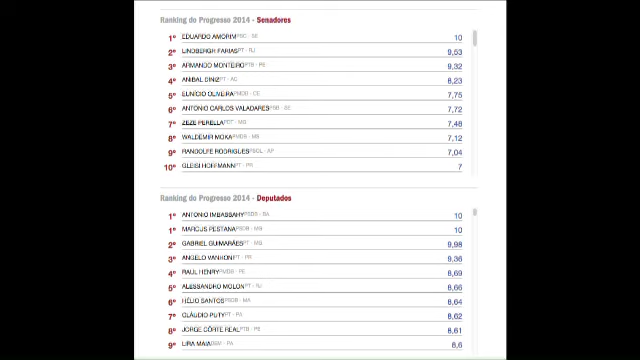 Ranking do Progresso 2014 - Senadores
1º EDUARDO AMORIM PSC - SE 10
2º LINDBERGH FARIAS PT - RJ 9,53
3º ARMANDO MONTEIRO PTB - PE 9,32
4º ANIBAL DINIZ PT - AC 8,23
5º EUNÍCIO OLIVEIRA PMDB - CE 7,75
6º ANTONIO CARLOS VALADARES PSB - SE 7,72
7º ZEZE PERELLA PDT - MG 7,48
8º WALDEMIR MOKA PMDB - MS 7,12
9º RANDOLFE RODRIGUES PSOL - AP 7,04
10º GLEISI HOFFMANN PT - PR 7
Ranking do Progresso 2014 - Deputados
1º ANTONIO IMBASSAHY PSDB - BA 10
1º MARCUS PESTANA PSDB - MG 10
2º GABRIEL GUIMARÃES PT - MG 9,98
3º ANGELO VANHONI PT - PR 9,36
4º RAUL HENRY PMDB - PE 8,69
5º ALESSANDRO MOLON PT - RJ 8,66
6º HÉLIO SANTOS PSDB - MA 8,64
7º CLÁUDIO PUTY PT - PA 8,62
8º JORGE CÔRTE REAL PTB - PE 8,61
9º LIRA MAIA DEM - PA 8,6